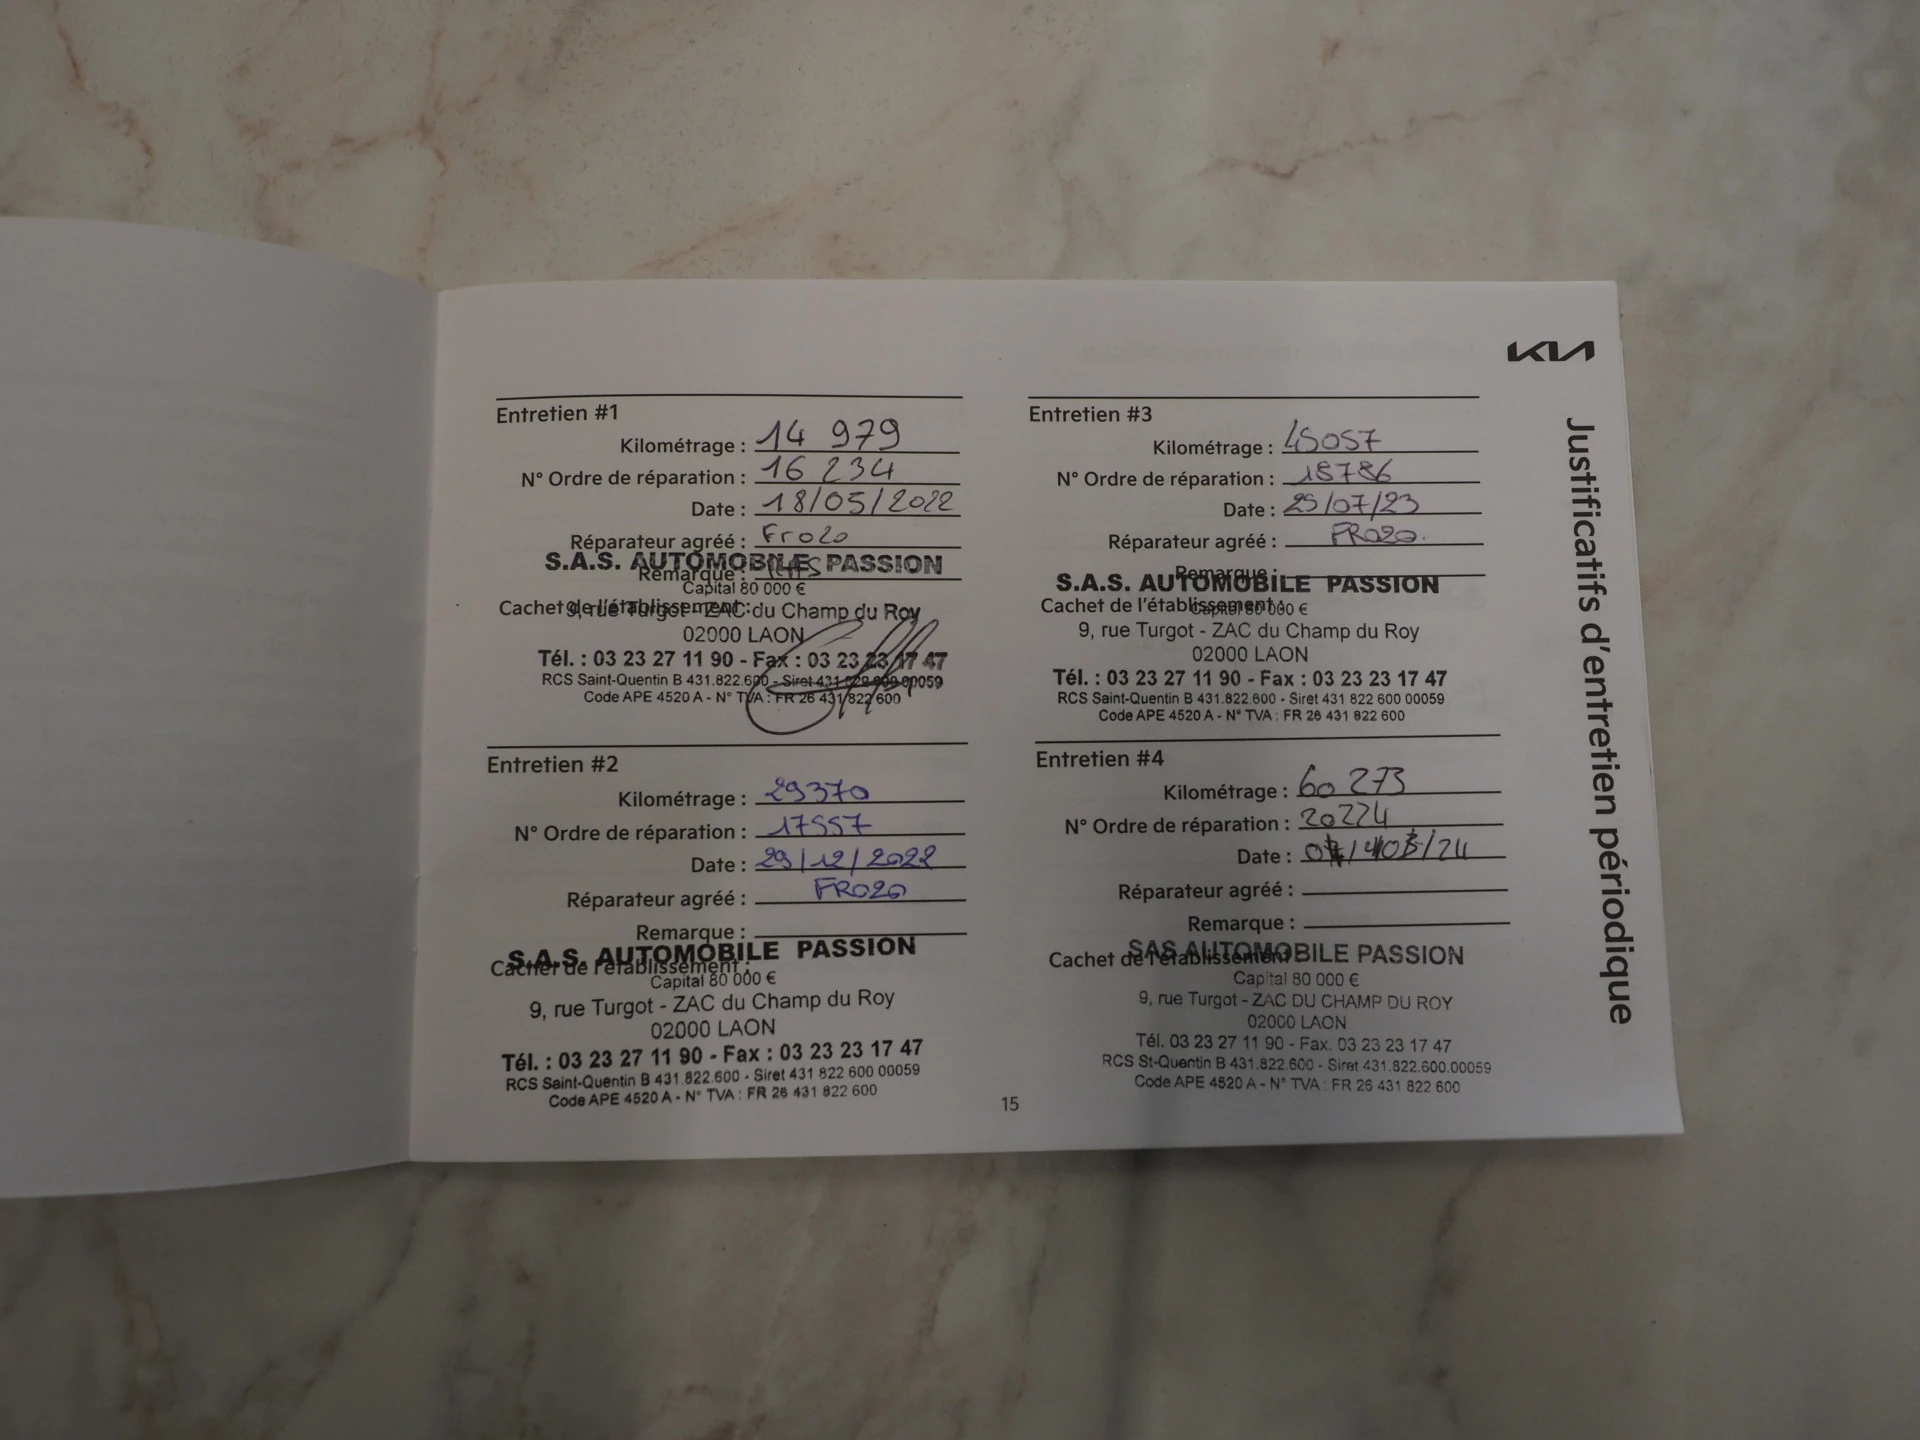 KIA
Justificatifs d'entretien périodique
Entretien #1
Kilométrage : 14 979
N° Ordre de réparation : 16 234
Date : 18/05/2022
Réparateur agréé : Fr020
Remarque :
Cachet de l'établissement :
S.A.S. AUTOMOBILE PASSION
Capital 80 000 €
9, rue Turgot - ZAC du Champ du Roy
02000 LAON
Tél. : 03 23 27 11 90 - Fax : 03 23 23 17 47
RCS Saint-Quentin B 431.822.600 - Siret 431 822 600 00059
Code APE 4520 A - N° TVA : FR 26 431 822 600
Entretien #2
Kilométrage : 29370
N° Ordre de réparation : 17557
Date : 29/12/2022
Réparateur agréé : FR020
Remarque :
Cachet de l'établissement :
S.A.S. AUTOMOBILE PASSION
Capital 80 000 €
9, rue Turgot - ZAC du Champ du Roy
02000 LAON
Tél. : 03 23 27 11 90 - Fax : 03 23 23 17 47
RCS Saint-Quentin B 431.822.600 - Siret 431 822 600 00059
Code APE 4520 A - N° TVA : FR 26 431 822 600
Entretien #3
Kilométrage : 45057
N° Ordre de réparation : 18786
Date : 25/07/23
Réparateur agréé : FR020.
Remarque :
Cachet de l'établissement :
S.A.S. AUTOMOBILE PASSION
Capital 80 000 €
9, rue Turgot - ZAC du Champ du Roy
02000 LAON
Tél. : 03 23 27 11 90 - Fax : 03 23 23 17 47
RCS Saint-Quentin B 431.822.600 - Siret 431 822 600 00059
Code APE 4520 A - N° TVA : FR 26 431 822 600
Entretien #4
Kilométrage : 60 273
N° Ordre de réparation : 20224
Date :
Réparateur agréé :
Remarque :
Cachet de l'établissement
SAS AUTOMOBILE PASSION
Capital 80 000 €
9, rue Turgot - ZAC DU CHAMP DU ROY
02000 LAON
Tél. 03 23 27 11 90 - Fax. 03 23 23 17 47
RCS St-Quentin B 431.822.600 - Siret 431.822.600.00059
Code APE 4520 A - N° TVA : FR 26 431 822 600
15